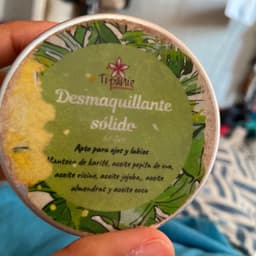 Desmaquillante
sólido
Apto para ojos y labios
Manteca de karité, aceite pepita de uva,
aceite ricino, aceite jojoba, aceite
almendras y aceite coco